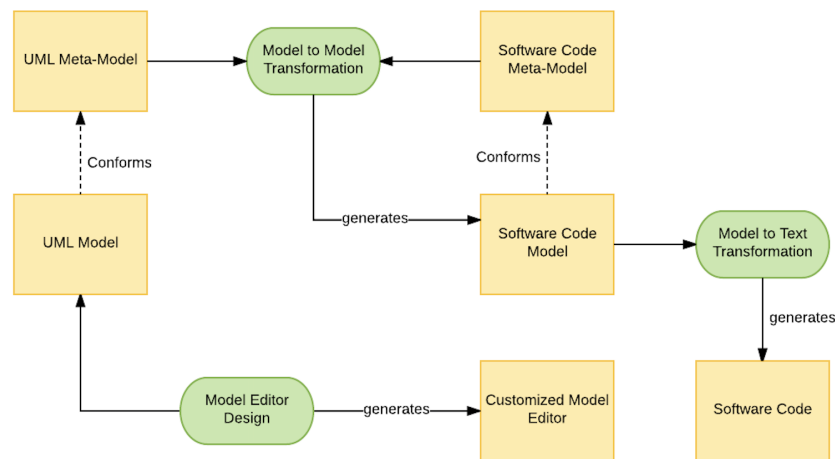 UML Meta-Model
Model to Model
Transformation
Software Code
Meta-Model
Conforms
Conforms
UML Model
generates
Software Code
Model
Model to Text
Transformation
generates
Model Editor
Design
generates
Customized Model
Editor
Software Code